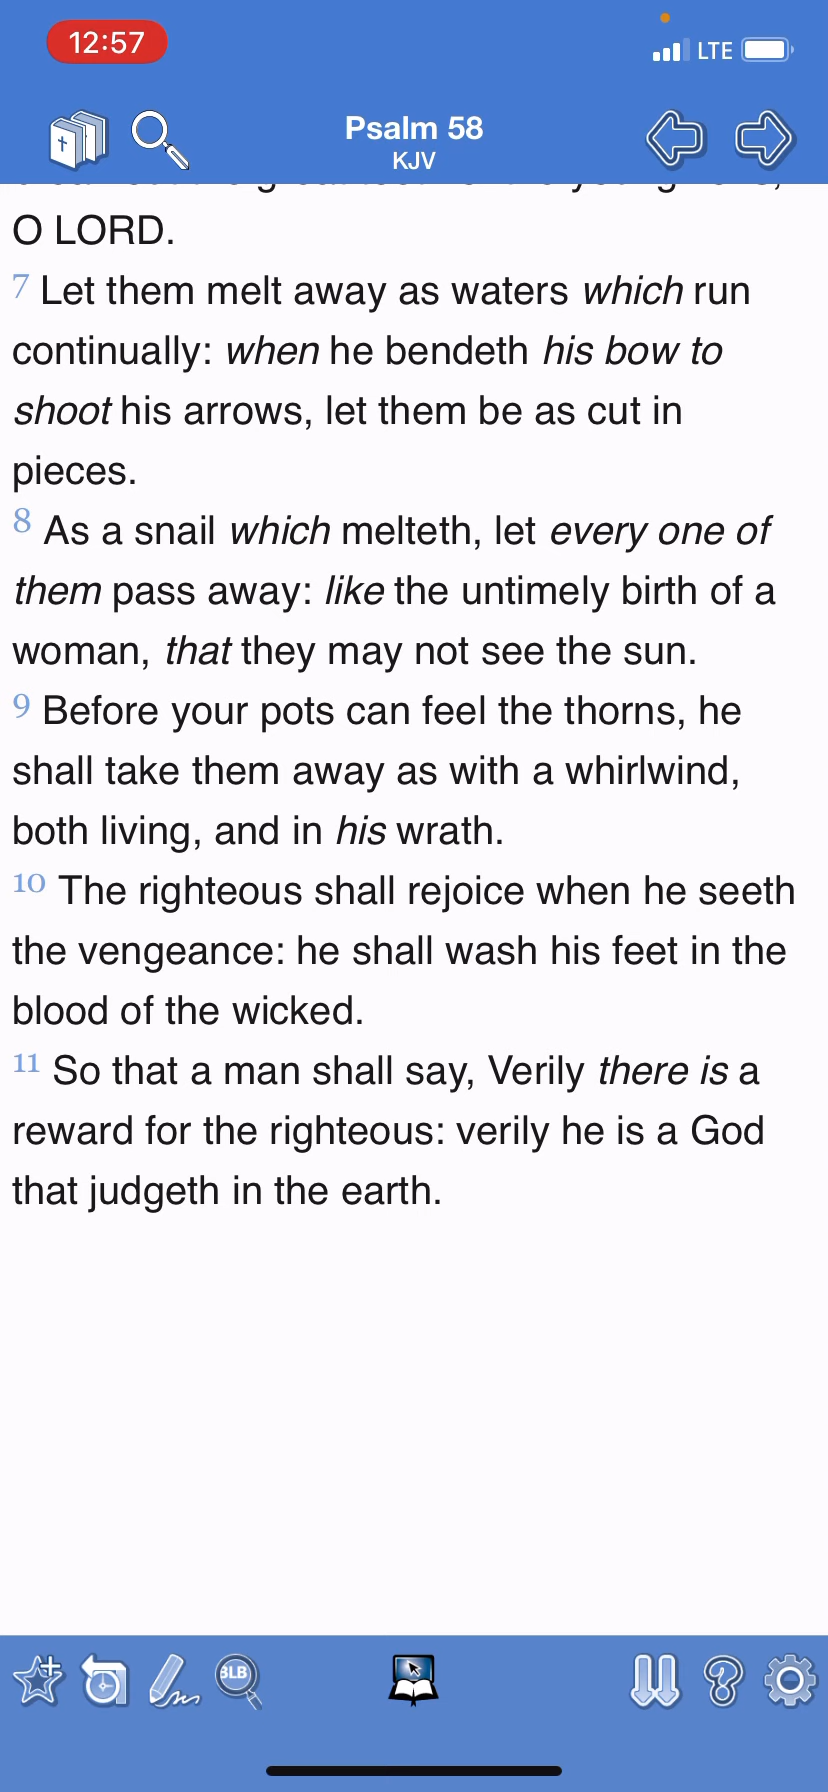 12:57
LTE
Psalm 58
KJV
O LORD.
7 Let them melt away as waters which run
continually: when he bendeth his bow to
shoot his arrows, let them be as cut in
pieces.
8 As a snail which melteth, let every one of
them pass away: like the untimely birth of a
woman, that they may not see the sun.
9 Before your pots can feel the thorns, he
shall take them away as with a whirlwind,
both living, and in his wrath.
10 The righteous shall rejoice when he seeth
the vengeance: he shall wash his feet in the
blood of the wicked.
11 So that a man shall say, Verily there is a
reward for the righteous: verily he is a God
that judgeth in the earth.
BLB